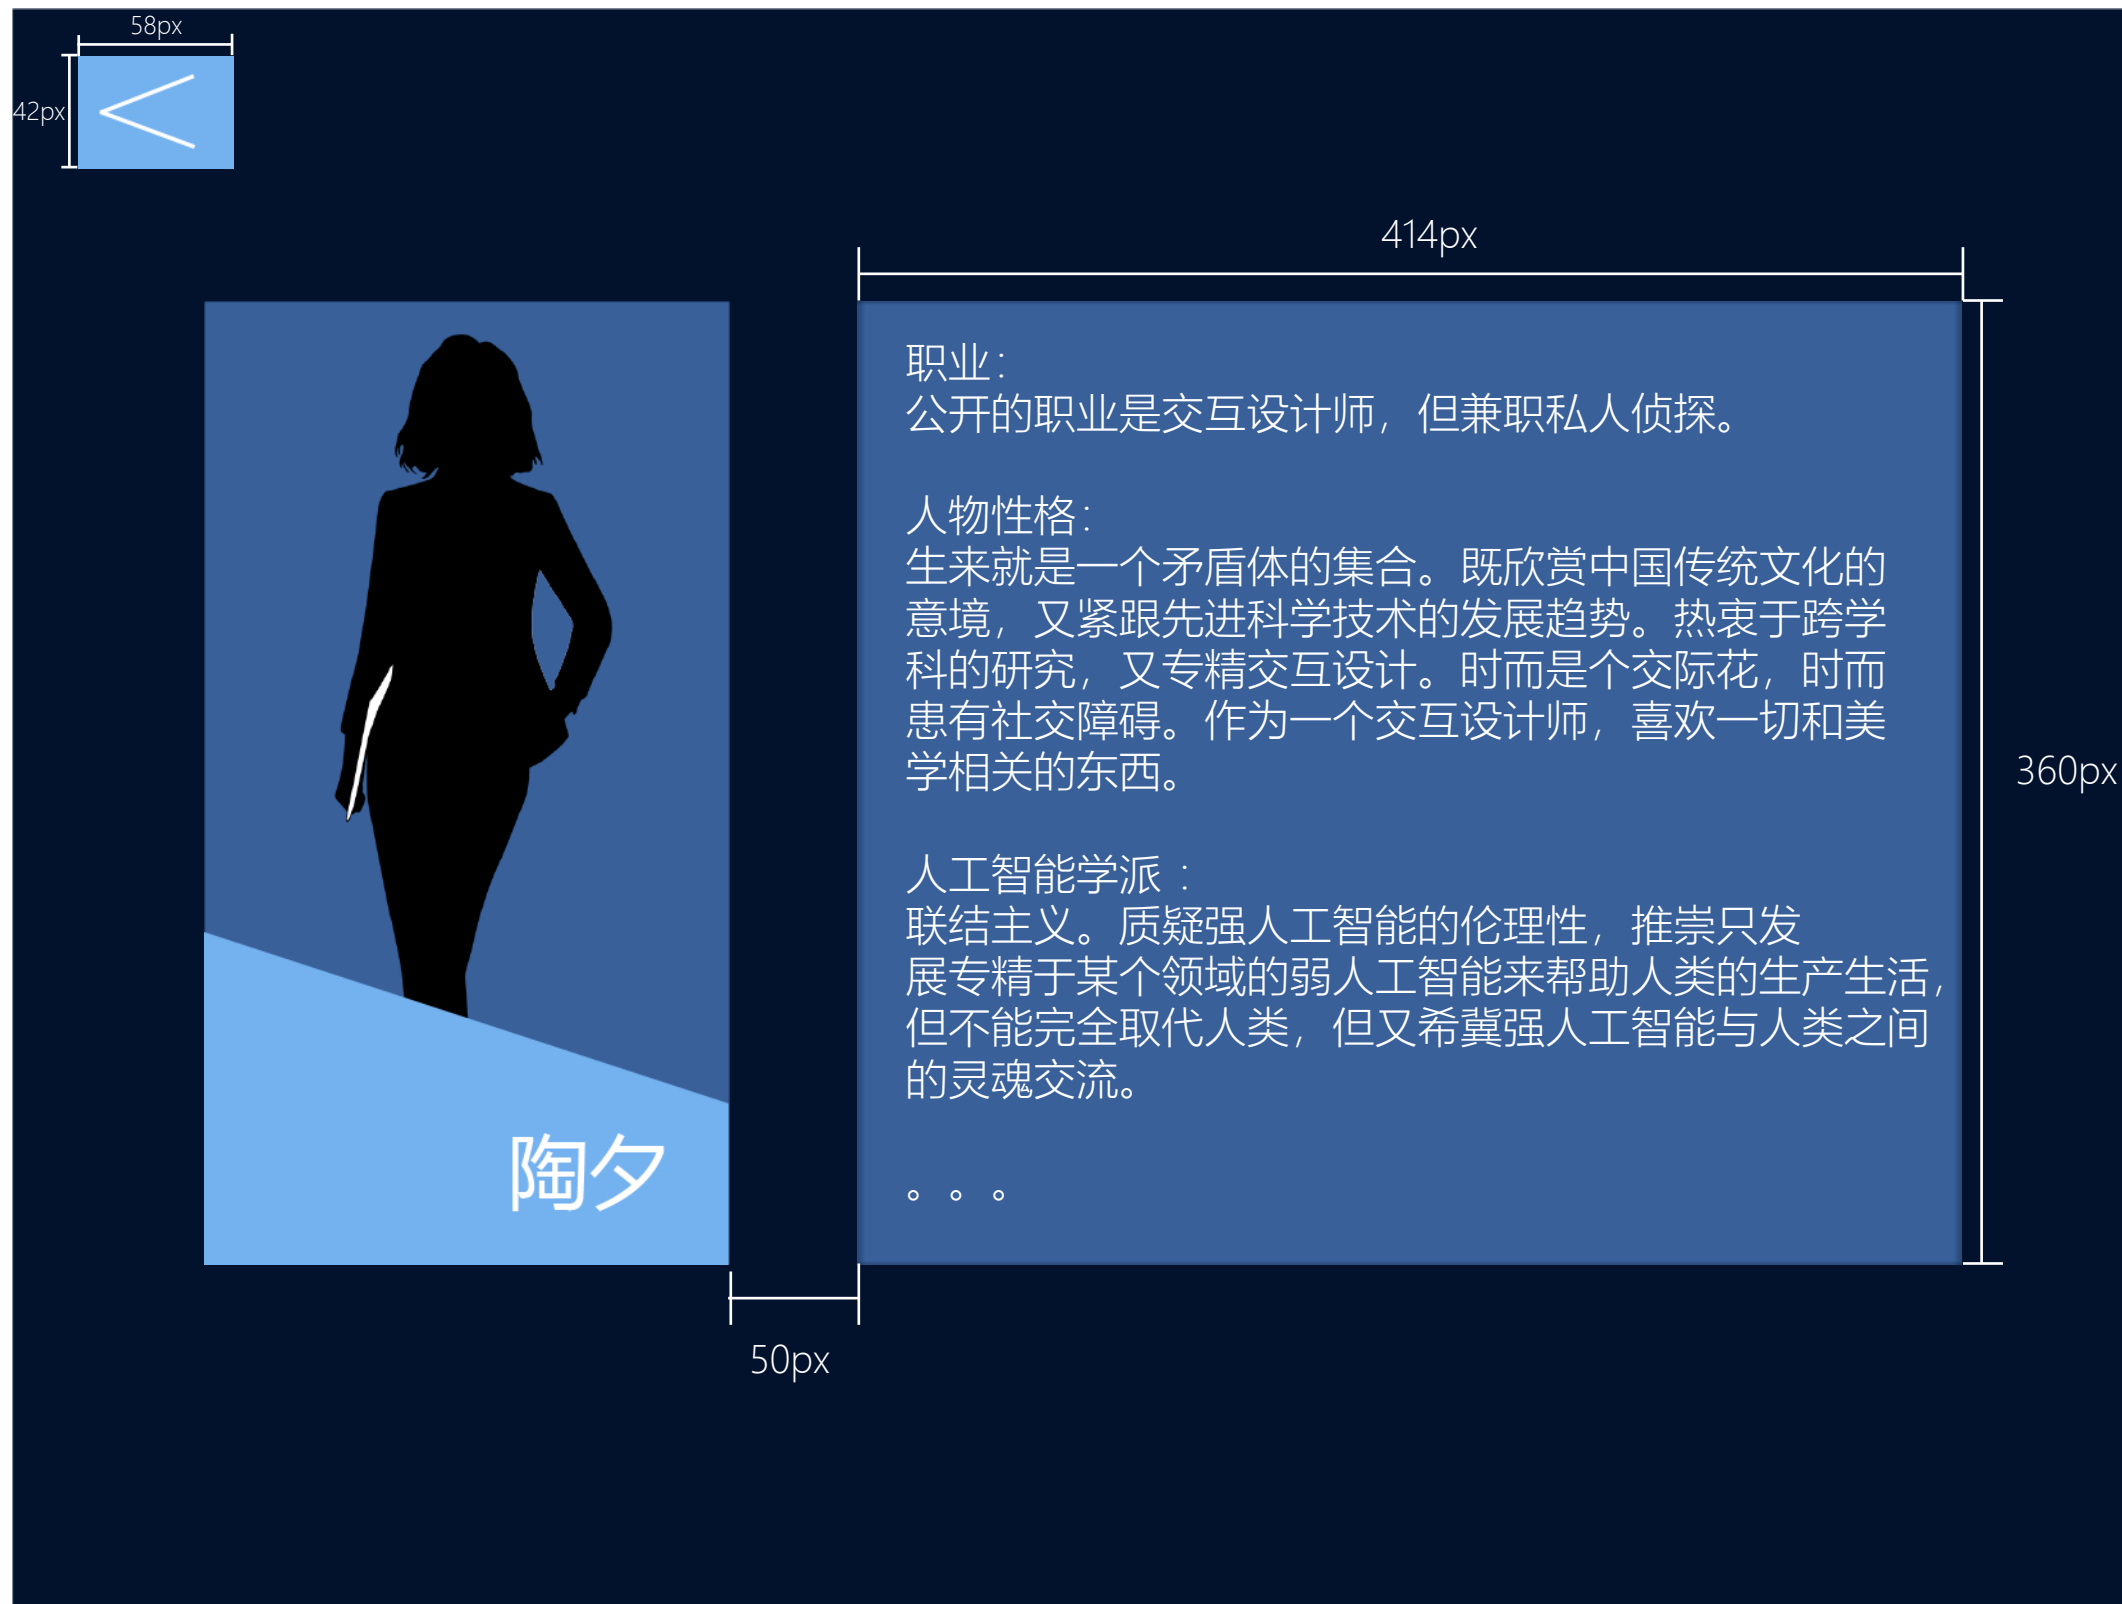 58px
42px
<
414px
职业：
公开的职业是交互设计师，但兼职私人侦探。
人物性格：
生来就是一个矛盾体的集合。既欣赏中国传统文化的
意境，又紧跟先进科学技术的发展趋势。热衷于跨学
科的研究，又专精交互设计。时而是个交际花，时而
患有社交障碍。作为一个交互设计师，喜欢一切和美
学相关的东西。
360px
人工智能学派 ：
联结主义。质疑强人工智能的伦理性，推崇只发
展专精于某个领域的弱人工智能来帮助人类的生产生活，
但不能完全取代人类，但又希冀强人工智能与人类之间
的灵魂交流。
。。。
陶夕
50px